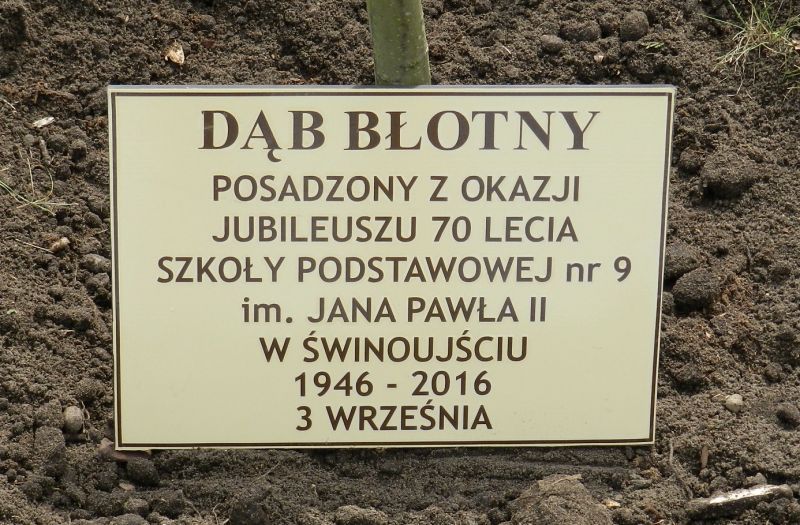 DĄB BŁOTNY
POSADZONY Z OKAZJI
JUBILEUSZU 70 LECIA
SZKOŁY PODSTAWOWEJ nr 9
im. JANA PAWŁA II
W ŚWINOUJŚCIU
1946 - 2016
3 WRZEŚNIA